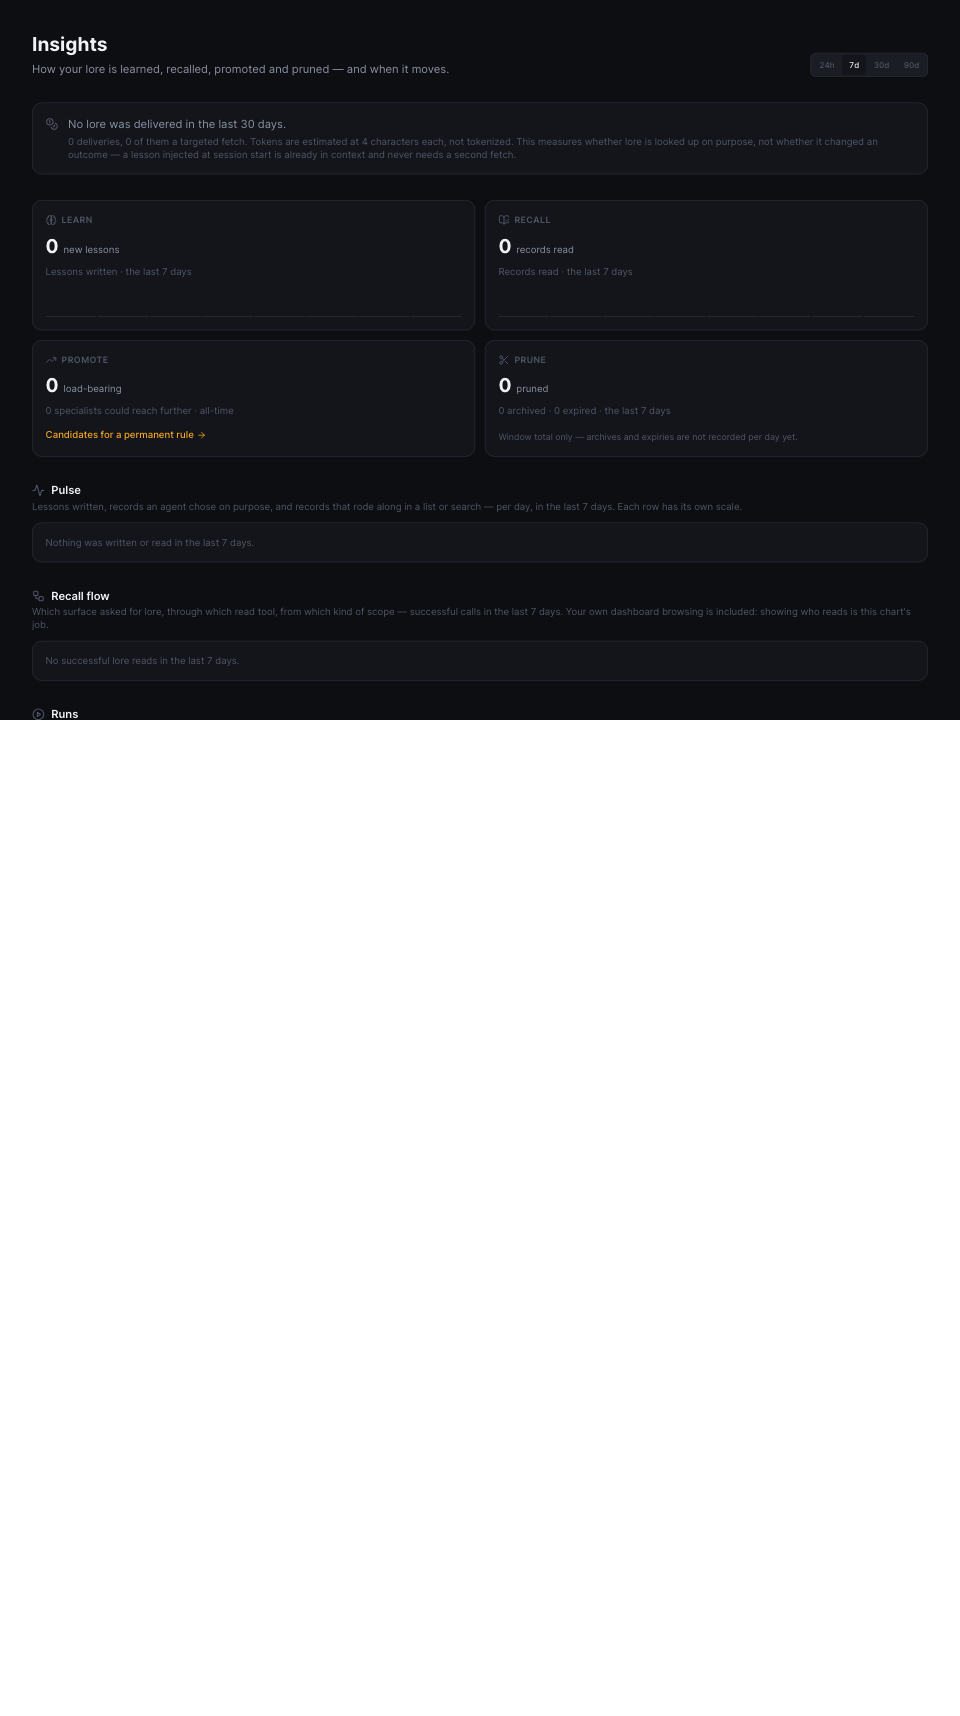 Insights
How your lore is learned, recalled, promoted and pruned — and when it moves.
24h 7d 30d 90d
No lore was delivered in the last 30 days.
0 deliveries, 0 of them a targeted fetch. Tokens are estimated at 4 characters each, not tokenized. This measures whether lore is looked up on purpose, not whether it changed an
outcome — a lesson injected at session start is already in context and never needs a second fetch.
LEARN
0 new lessons
Lessons written · the last 7 days
RECALL
0 records read
Records read · the last 7 days
PROMOTE
0 load-bearing
0 specialists could reach further · all-time
Candidates for a permanent rule →
PRUNE
0 pruned
0 archived · 0 expired · the last 7 days
Window total only — archives and expiries are not recorded per day yet.
Pulse
Lessons written, records an agent chose on purpose, and records that rode along in a list or search — per day, in the last 7 days. Each row has its own scale.
Nothing was written or read in the last 7 days.
Recall flow
Which surface asked for lore, through which read tool, from which kind of scope — successful calls in the last 7 days. Your own dashboard browsing is included: showing who reads is this chart's
job.
No successful lore reads in the last 7 days.
Runs